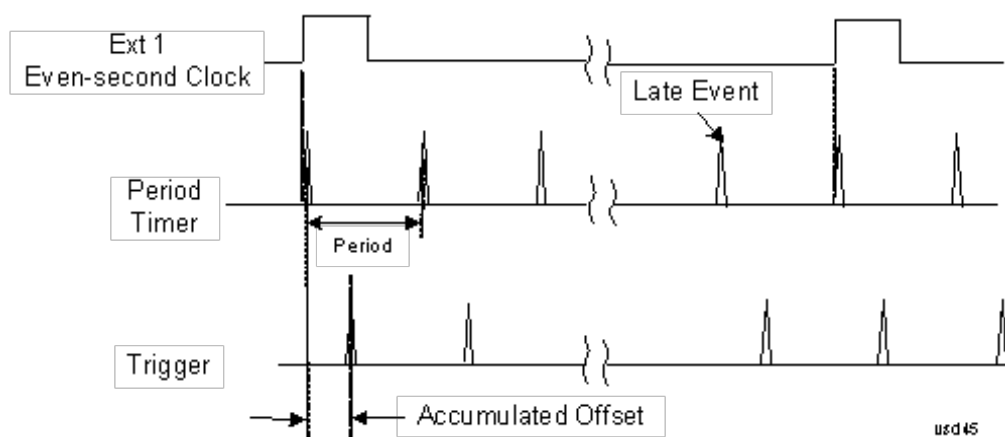 Ext 1
Even-second Clock
Late Event
Period
Timer
Period
Trigger
Accumulated Offset
usd45